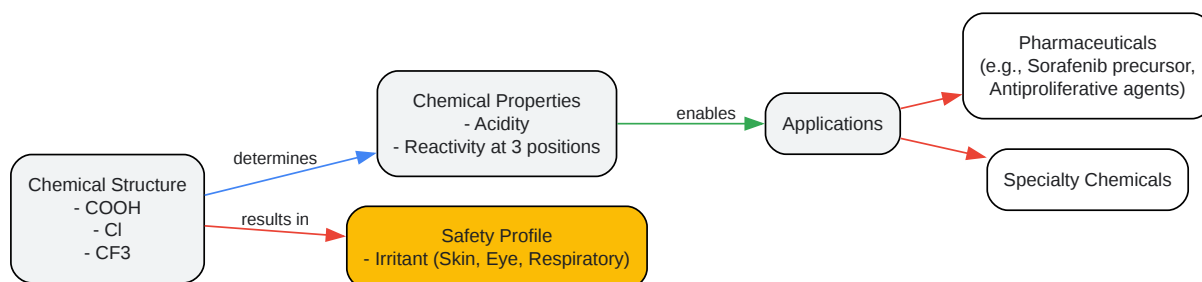 Chemical Structure
- COOH
- Cl
- CF3
determines
results in
Chemical Properties
- Acidity
- Reactivity at 3 positions
Safety Profile
- Irritant (Skin, Eye, Respiratory)
enables
Applications
Pharmaceuticals
(e.g., Sorafenib precursor,
Antiproliferative agents)
Specialty Chemicals